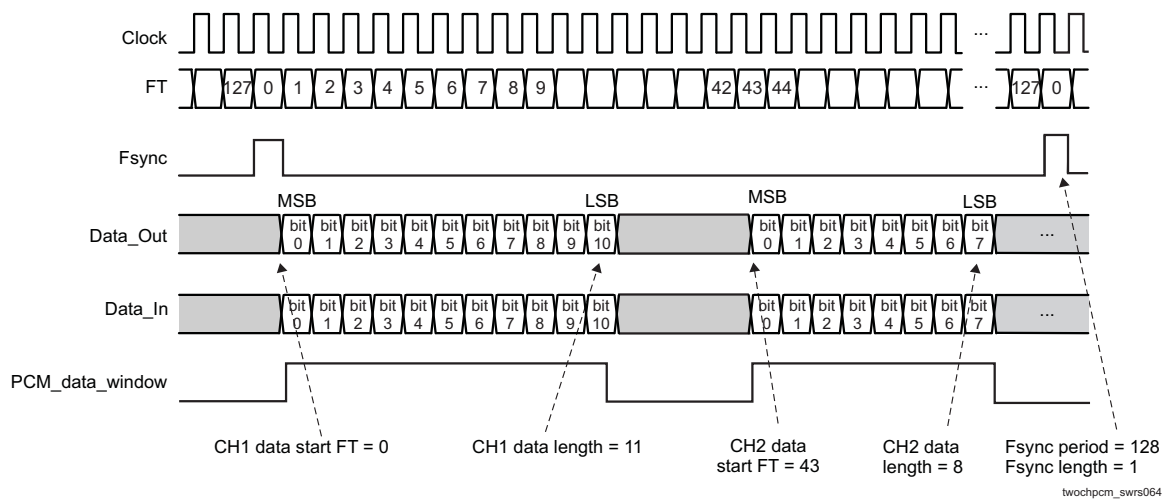 Clock ...
FT 127 0 1 2 3 4 5 6 7 8 9 42 43 44 ... 127 0
Fsync
MSB LSB MSB LSB
Data_Out bit 0 bit 1 bit 2 bit 3 bit 4 bit 5 bit 6 bit 7 bit 8 bit 9 bit 10 bit 0 bit 1 bit 2 bit 3 bit 4 bit 5 bit 6 bit 7 ...
Data_In bit 0 bit 1 bit 2 bit 3 bit 4 bit 5 bit 6 bit 7 bit 8 bit 9 bit 10 bit 0 bit 1 bit 2 bit 3 bit 4 bit 5 bit 6 bit 7 ...
PCM_data_window
CH1 data start FT = 0
CH1 data length = 11
CH2 data
start FT = 43
CH2 data
length = 8
Fsync period = 128
Fsync length = 1
twochpcm_swrs064